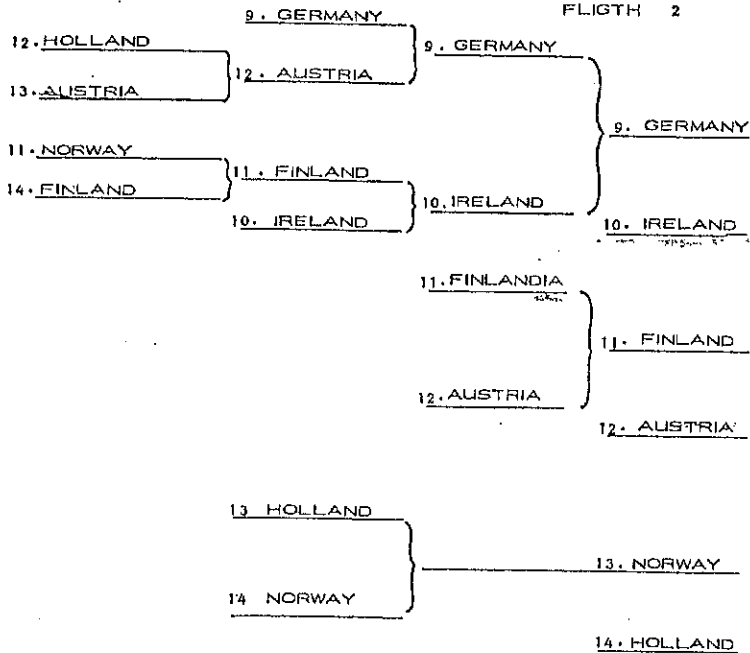 FLIGTH 2
12. HOLLAND
13. AUSTRIA
11. NORWAY
14. FINLAND
9. GERMANY
12. AUSTRIA
11. FINLAND
10. IRELAND
9. GERMANY
10. IRELAND
9. GERMANY
10. IRELAND
11. FINLANDIA
12. AUSTRIA
11. FINLAND
12. AUSTRIA
13 HOLLAND
14 NORWAY
13. NORWAY
14. HOLLAND